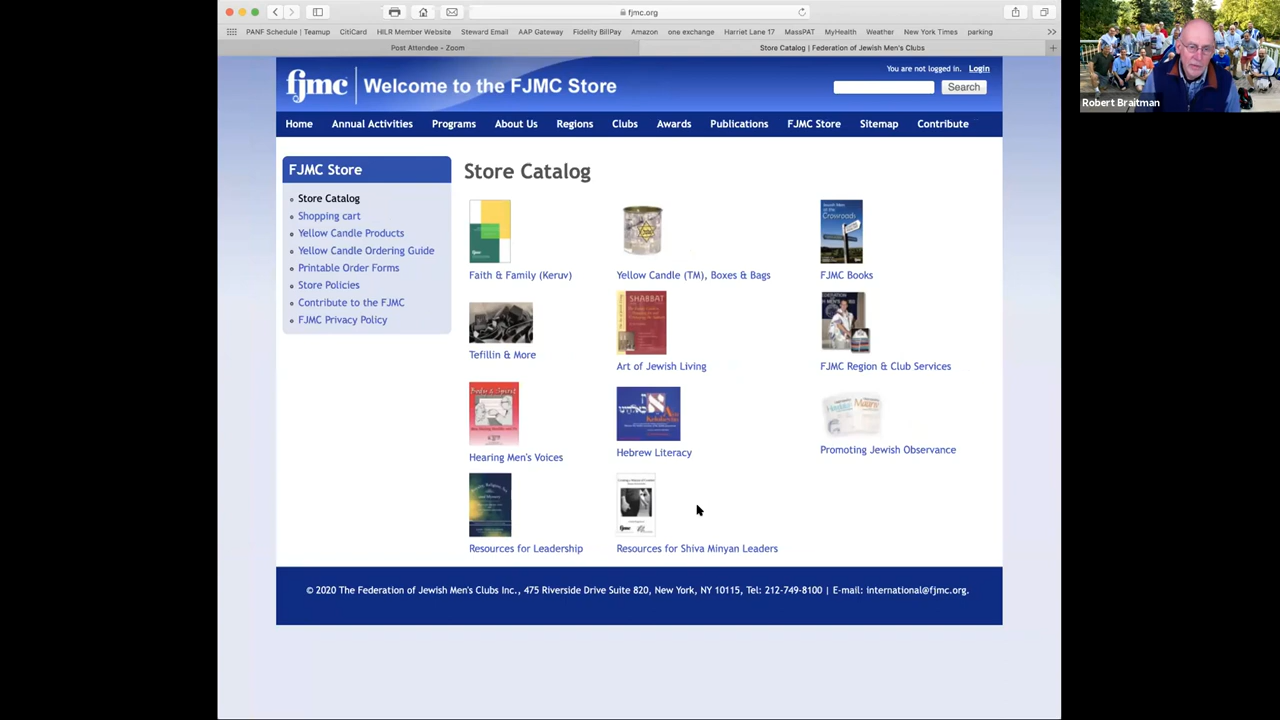 fjmc.org
PANF Schedule | Teamup CitiCard HILR Member Website Steward Email AAP Gateway Fidelity BillPay Amazon one exchange Harriet Lane 17 MassPAT MyHealth Weather New York Times parking
Post Attendee - Zoom
Store Catalog | Federation of Jewish Men's Clubs
Robert Braitman
fjmc Welcome to the FJMC Store
You are not logged in. Login
Search
Home Annual Activities Programs About Us Regions Clubs Awards Publications FJMC Store Sitemap Contribute
FJMC Store
Store Catalog
Shopping cart
Yellow Candle Products
Yellow Candle Ordering Guide
Printable Order Forms
Store Policies
Contribute to the FJMC
FJMC Privacy Policy
Store Catalog
Crossroads
Faith & Family (Keruv)
Yellow Candle (TM), Boxes & Bags
FJMC Books
SHABBAT
Tefillin & More
Art of Jewish Living
FJMC Region & Club Services
Body & Spirit
Hearing Men's Voices
Hebrew Literacy
Promoting Jewish Observance
Resources for Leadership
fjmc
Resources for Shiva Minyan Leaders
© 2020 The Federation of Jewish Men's Clubs Inc., 475 Riverside Drive Suite 820, New York, NY 10115, Tel: 212-749-8100 | E-mail: international@fjmc.org.